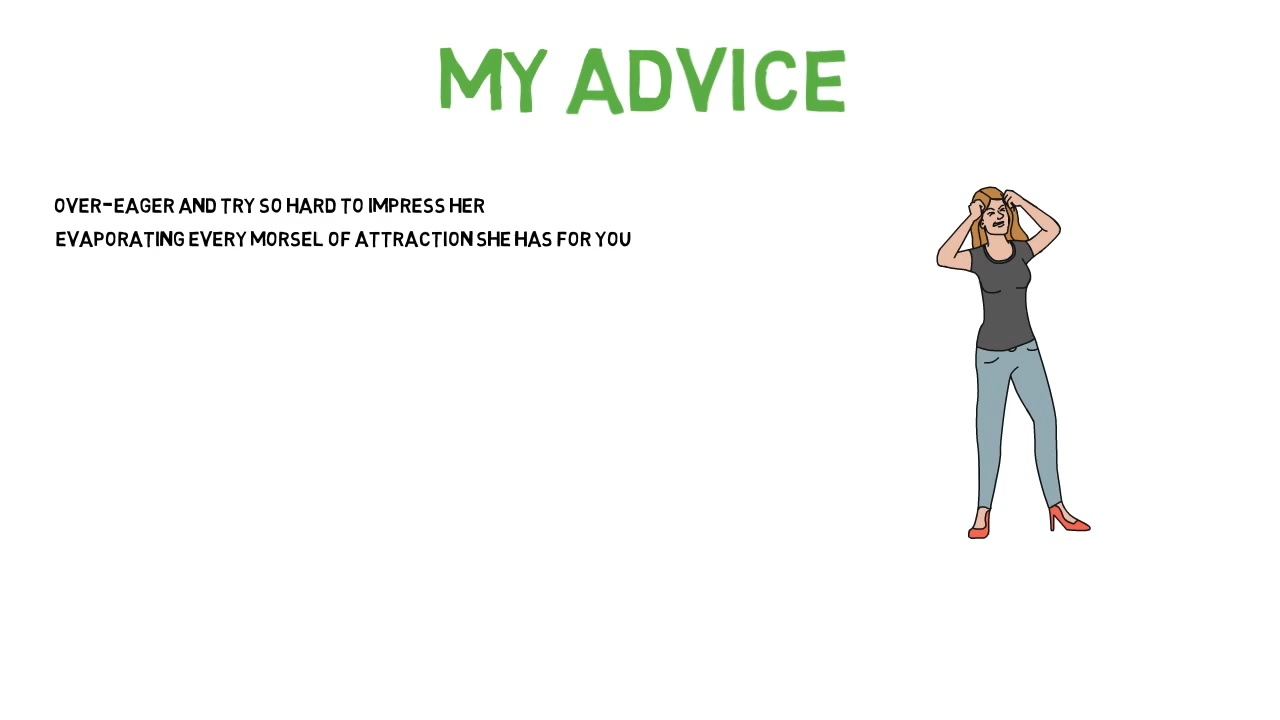 MY ADVICE
OVER-EAGER AND TRY SO HARD TO IMPRESS HER
EVAPORATING EVERY MORSEL OF ATTRACTION SHE HAS FOR YOU